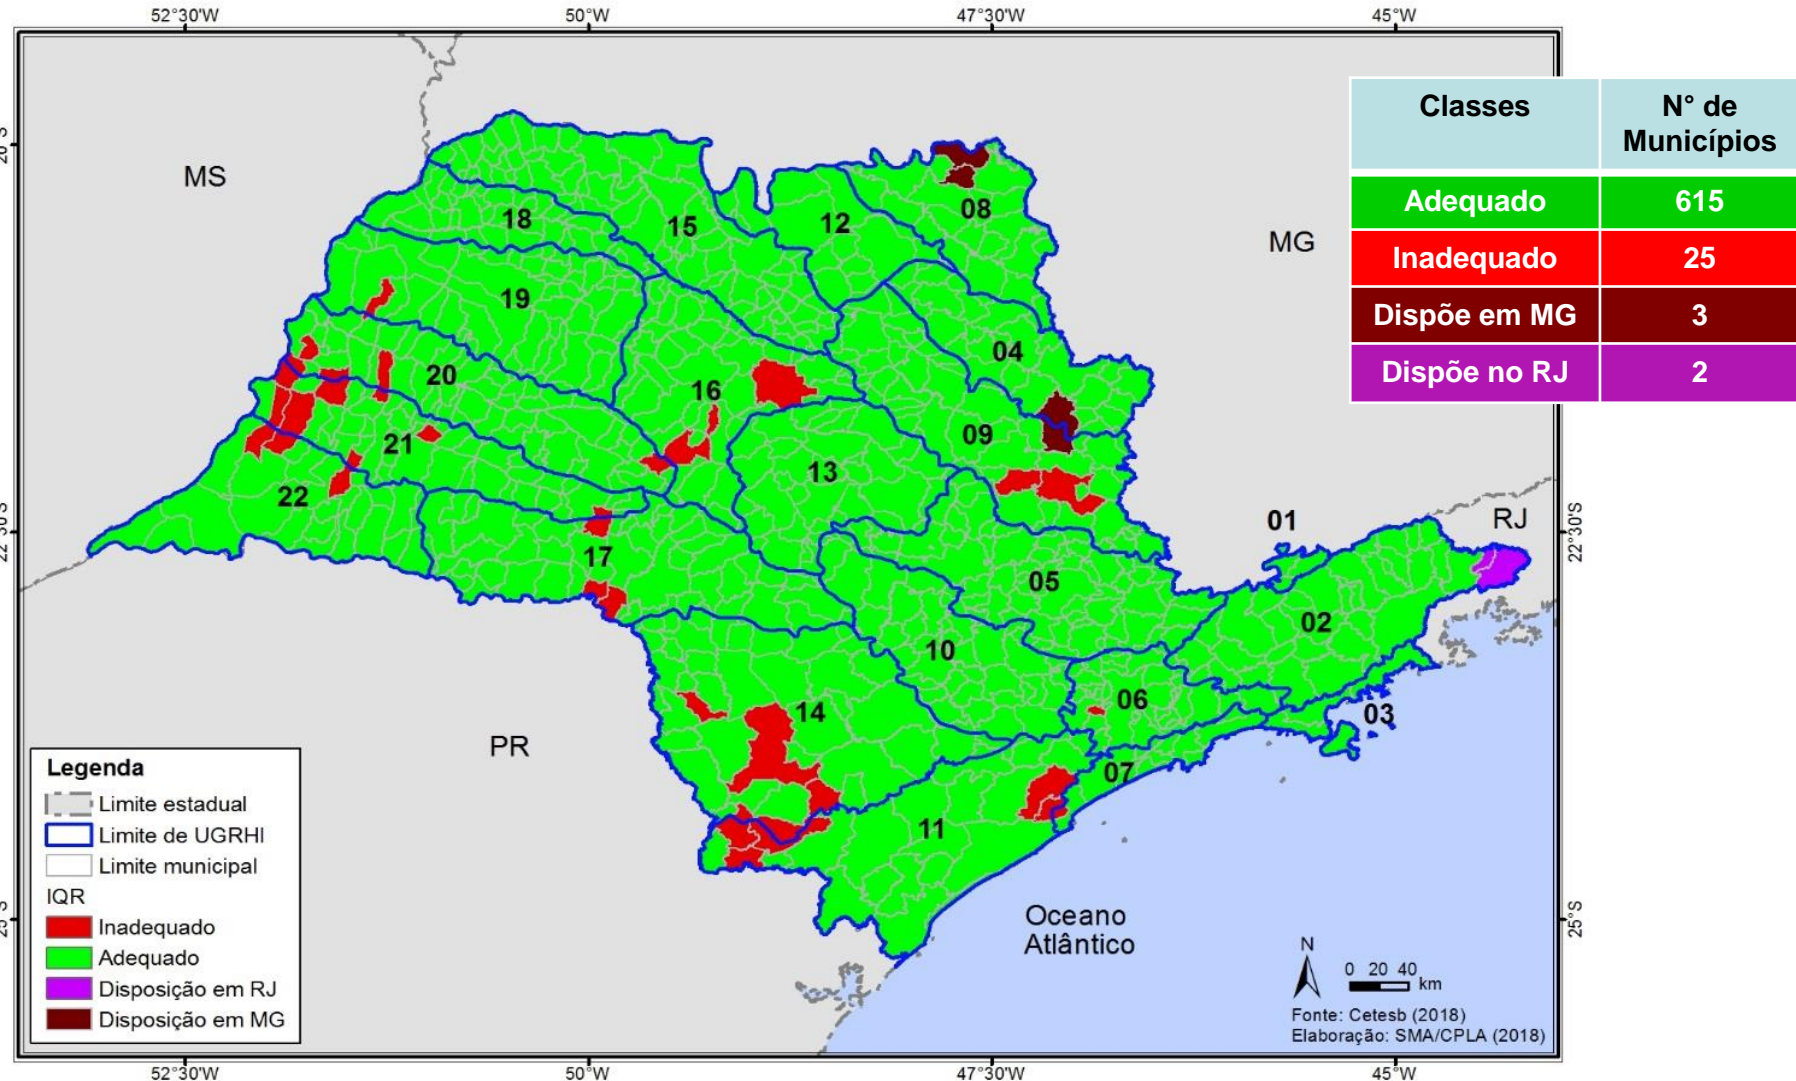 52°30'W
50°W
47°30'W
45°W
MS
MG
RJ
PR
18
15
12
08
19
04
20
16
09
21
13
22
01
17
05
02
10
06
03
14
07
11
22°30'S
25°S
Classes
N° de
Municípios
Adequado
615
Inadequado
25
Dispõe em MG
3
Dispõe no RJ
2
Legenda
Limite estadual
Limite de UGRHI
Limite municipal
IQR
Inadequado
Adequado
Disposição em RJ
Disposição em MG
Oceano
Atlântico
N
0 20 40
km
Fonte: Cetesb (2018)
Elaboração: SMA/CPLA (2018)
52°30'W
50°W
47°30'W
45°W